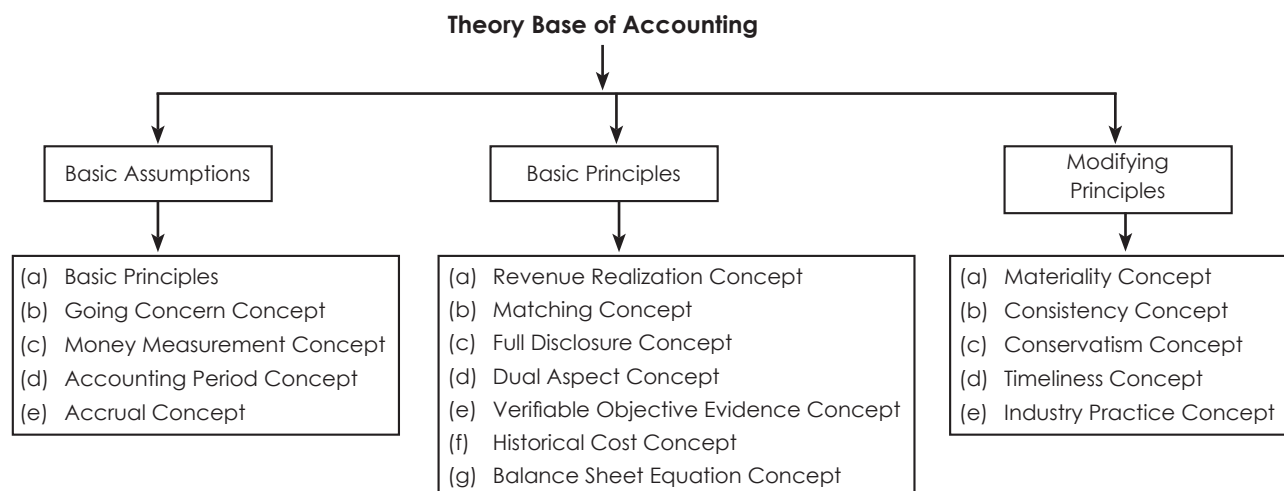 Theory Base of Accounting
Basic Assumptions
(a) Basic Principles
(b) Going Concern Concept
(c) Money Measurement Concept
(d) Accounting Period Concept
(e) Accrual Concept
Basic Principles
(a) Revenue Realization Concept
(b) Matching Concept
(c) Full Disclosure Concept
(d) Dual Aspect Concept
(e) Verifiable Objective Evidence Concept
(f) Historical Cost Concept
(g) Balance Sheet Equation Concept
Modifying
Principles
(a) Materiality Concept
(b) Consistency Concept
(c) Conservatism Concept
(d) Timeliness Concept
(e) Industry Practice Concept